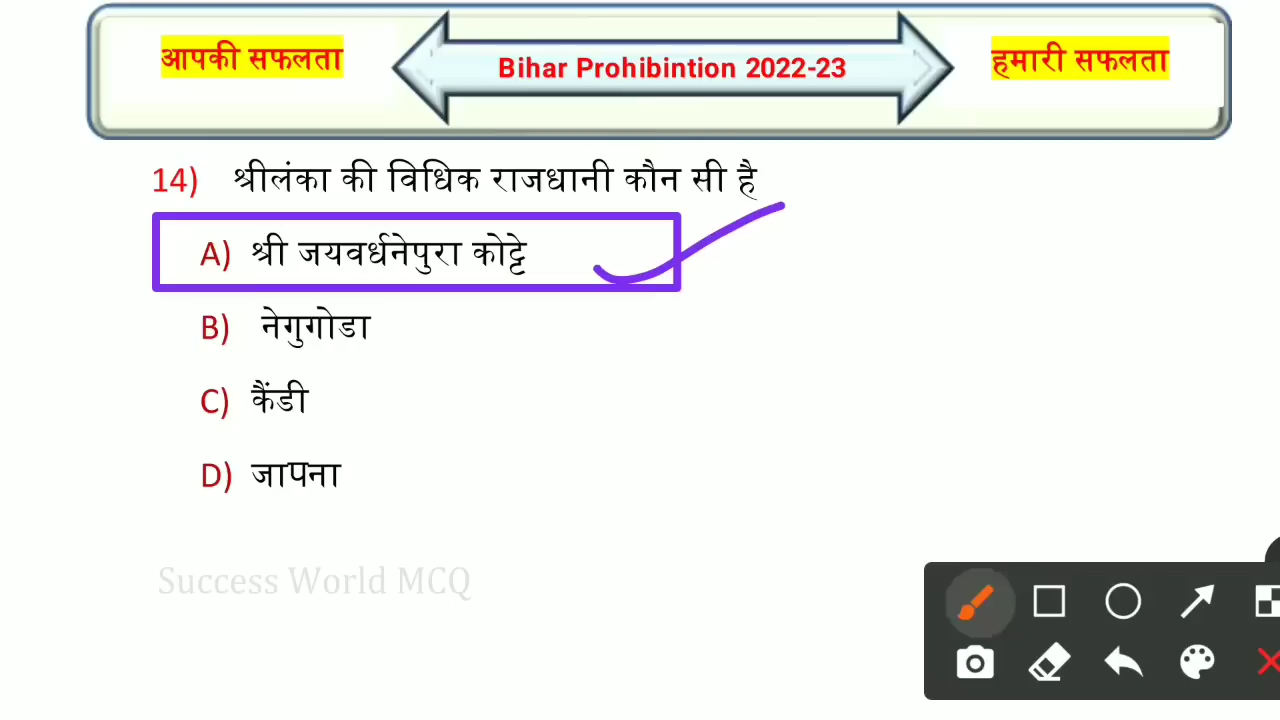 आपकी सफलता
Bihar Prohibintion 2022-23
हमारी सफलता
14) श्रीलंका की विधिक राजधानी कौन सी है
A) श्री जयवर्धनेपुरा कोट्टे
B) नेगुगोडा
C) कैंडी
D) जापना
Success World MCQ